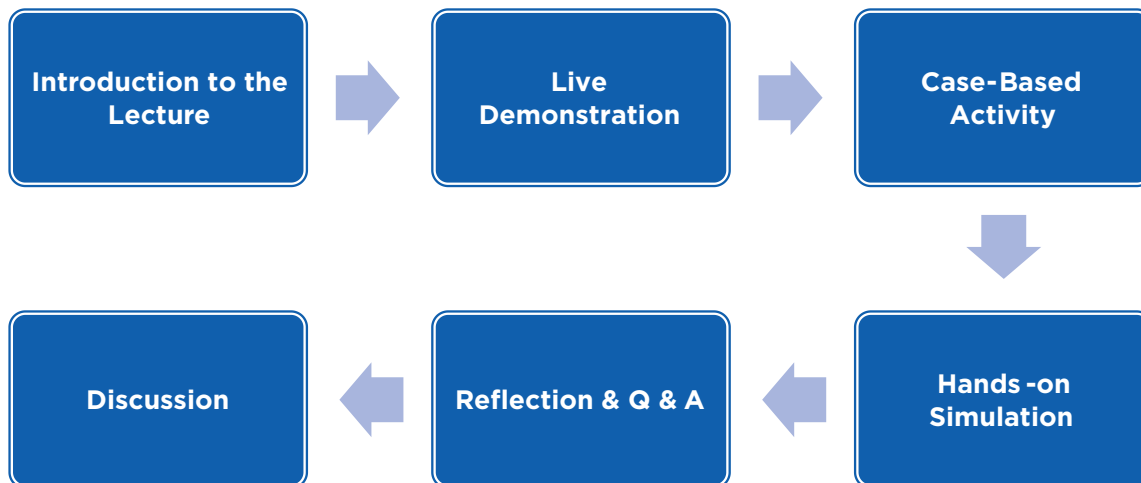 Introduction to the
Lecture
Live
Demonstration
Case-Based
Activity
Hands -on
Simulation
Reflection & Q & A
Discussion